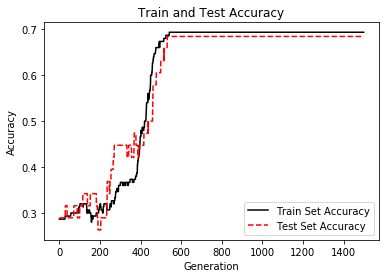 Train and Test Accuracy
0.7
0.6
0.5
0.4
0.3
Accuracy
Train Set Accuracy
Test Set Accuracy
0 200 400 600 800 1000 1200 1400
Generation